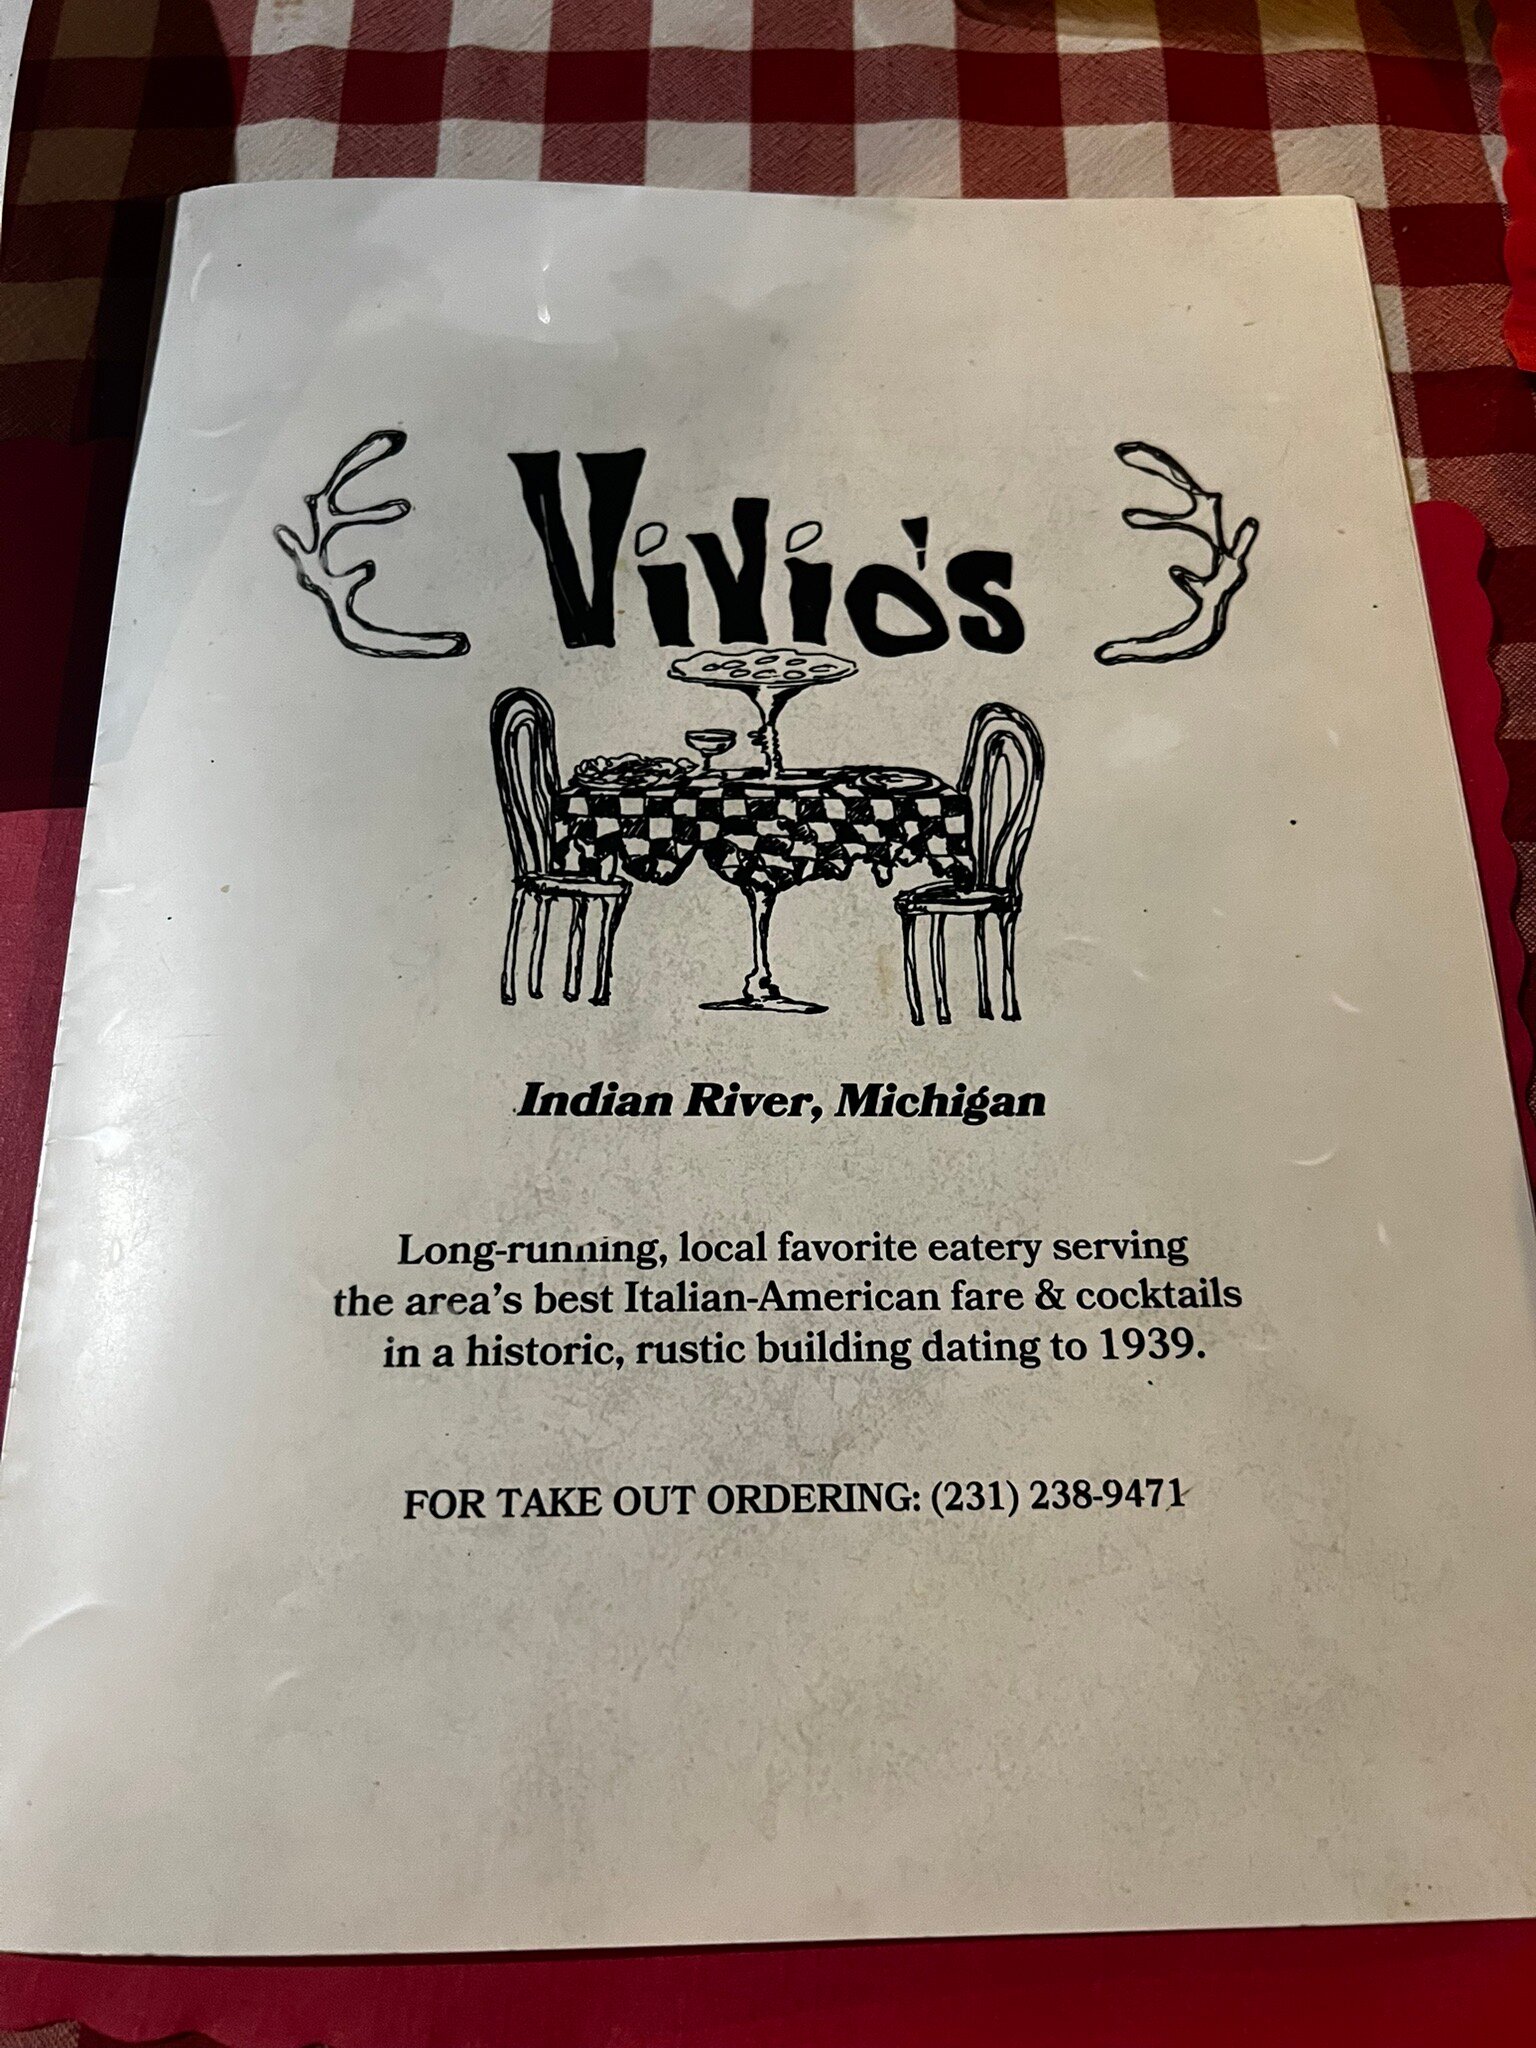 Vivio's
Indian River, Michigan
Long-running, local favorite eatery serving
the area's best Italian-American fare & cocktails
in a historic, rustic building dating to 1939.
FOR TAKE OUT ORDERING: (231) 238-9471